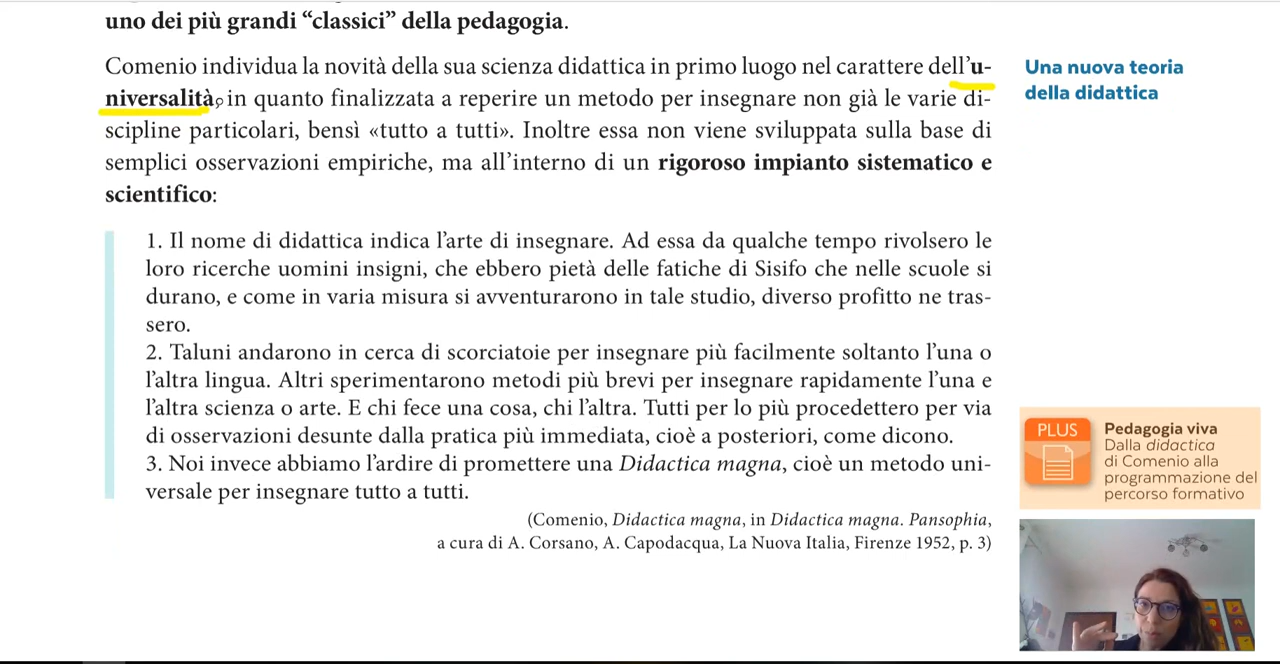 uno dei più grandi “classici” della pedagogia.
Comenio individua la novità della sua scienza didattica in primo luogo nel carattere dell’u-
niversalità, in quanto finalizzata a reperire un metodo per insegnare non già le varie di-
scipline particolari, bensì «tutto a tutti». Inoltre essa non viene sviluppata sulla base di
semplici osservazioni empiriche, ma all’interno di un rigoroso impianto sistematico e
scientifico:
Una nuova teoria
della didattica
1. Il nome di didattica indica l’arte di insegnare. Ad essa da qualche tempo rivolsero le
loro ricerche uomini insigni, che ebbero pietà delle fatiche di Sisifo che nelle scuole si
durano, e come in varia misura si avventurarono in tale studio, diverso profitto ne tras-
sero.
2. Taluni andarono in cerca di scorciatoie per insegnare più facilmente soltanto l’una o
l’altra lingua. Altri sperimentarono metodi più brevi per insegnare rapidamente l’una e
l’altra scienza o arte. E chi fece una cosa, chi l’altra. Tutti per lo più procedettero per via
di osservazioni desunte dalla pratica più immediata, cioè a posteriori, come dicono.
3. Noi invece abbiamo l’ardire di promettere una Didactica magna, cioè un metodo uni-
versale per insegnare tutto a tutti.
(Comenio, Didactica magna, in Didactica magna. Pansophia,
a cura di A. Corsano, A. Capodacqua, La Nuova Italia, Firenze 1952, p. 3)
PLUS
Pedagogia viva
Dalla didactica
di Comenio alla
programmazione del
percorso formativo